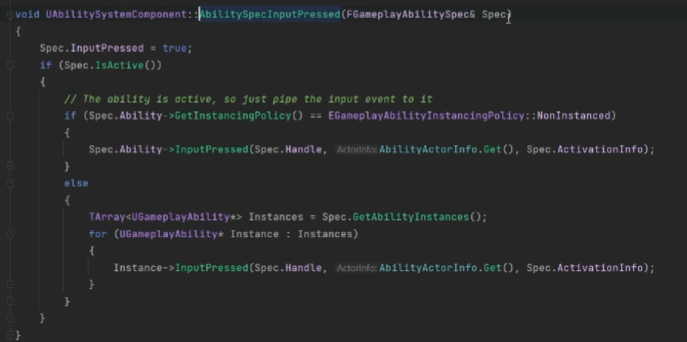 void UAbilitySystemComponent::AbilitySpecInputPressed(FGameplayAbilitySpec& Spec)
{
    Spec.InputPressed = true;
    if (Spec.IsActive())
    {
        // The ability is active, so just pipe the input event to it
        if (Spec.Ability->GetInstancingPolicy() == EGameplayAbilityInstancingPolicy::NonInstanced)
        {
            Spec.Ability->InputPressed(Spec.Handle, ActorInfo: AbilityActorInfo.Get(), Spec.ActivationInfo);
        }
        else
        {
            TArray<UGameplayAbility*> Instances = Spec.GetAbilityInstances();
            for (UGameplayAbility* Instance : Instances)
            {
                Instance->InputPressed(Spec.Handle, ActorInfo: AbilityActorInfo.Get(), Spec.ActivationInfo);
            }
        }
    }
}